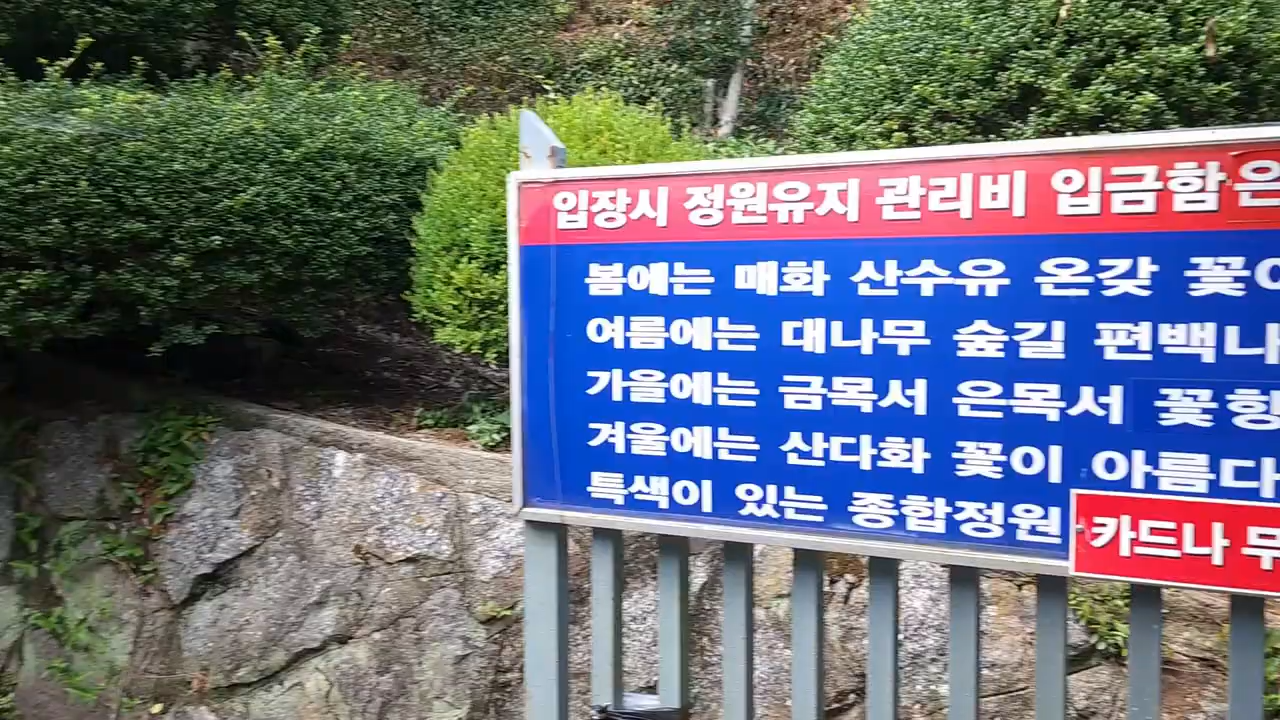 입장시 정원유지 관리비 입금함은
봄에는 매화 산수유 온갖 꽃이
여름에는 대나무 숲길 편백나
가을에는 금목서 은목서 꽃향
겨울에는 산다화 꽃이 아름다
특색이 있는 종합정원
카드나 무